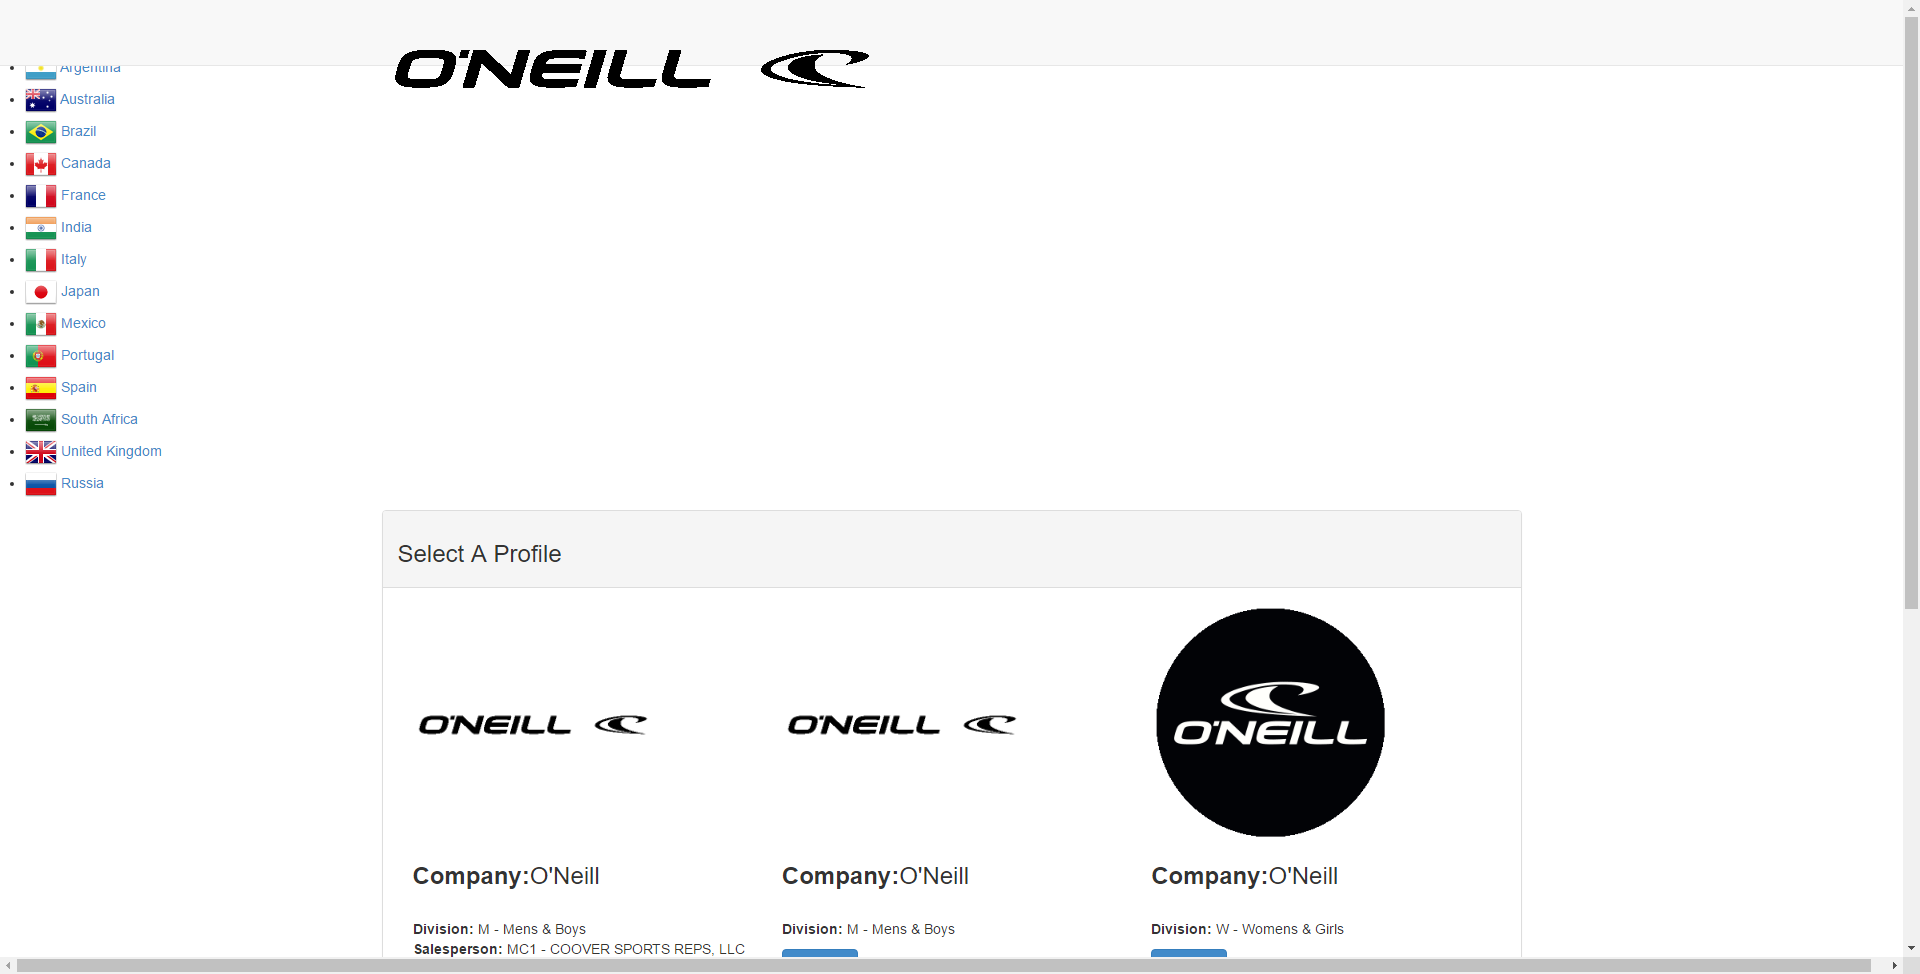 O'NEILL
Argentina
Australia
Brazil
Canada
France
India
Italy
Japan
Mexico
Portugal
Spain
South Africa
United Kingdom
Russia
Select A Profile
O'NEILL
O'NEILL
O'NEILL
Company:O'Neill
Company:O'Neill
Company:O'Neill
Division: M - Mens & Boys
Salesperson: MC1 - COOVER SPORTS REPS, LLC
Division: M - Mens & Boys
Division: W - Womens & Girls